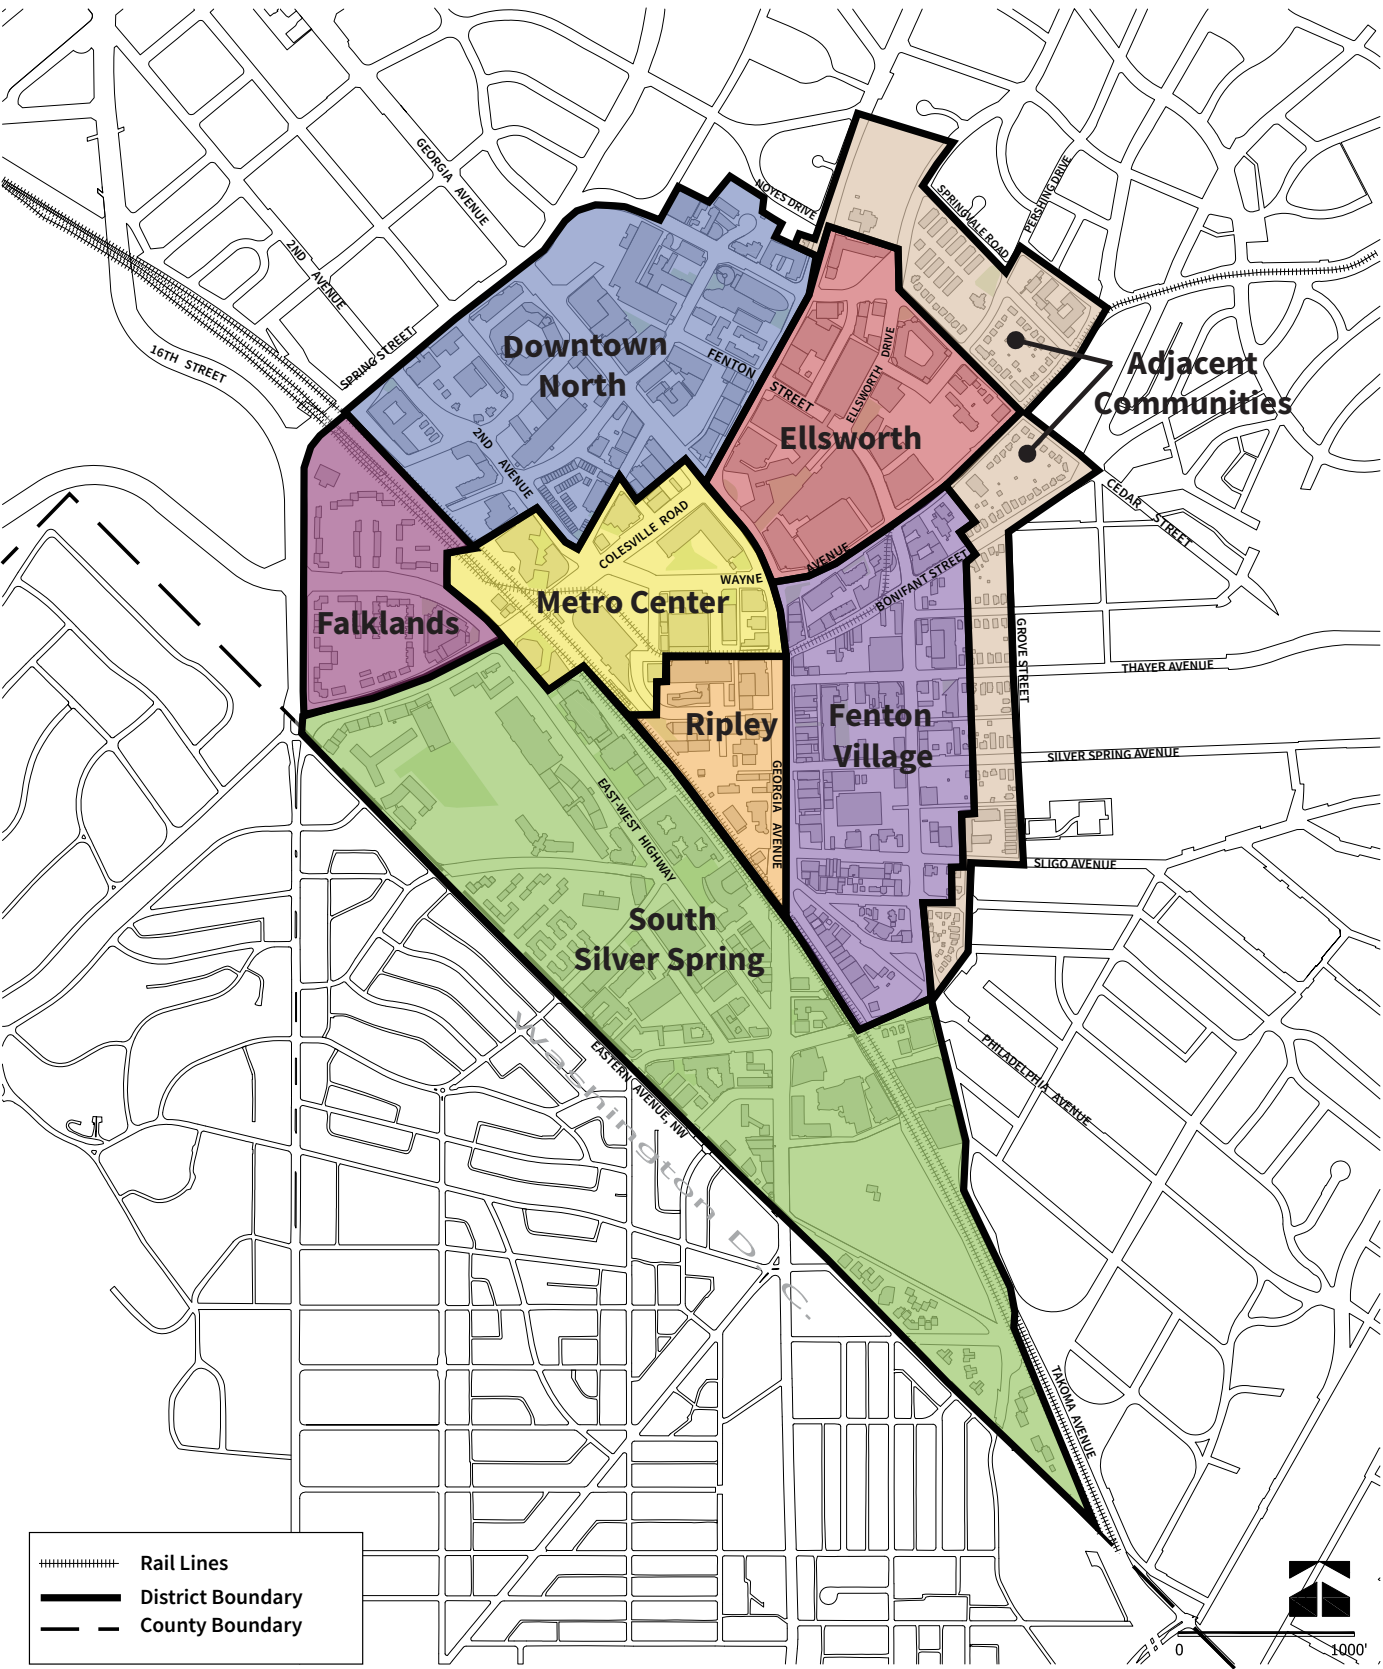 GEORGIA AVENUE
NOYES DRIVE
SPRINGVALE ROAD
PERSHING DRIVE
2ND AVENUE
16TH STREET
SPRING STREET
Downtown
North
FENTON
STREET
ELLSWORTH DRIVE
Ellsworth
Adjacent
Communities
2ND AVENUE
COLESVILLE ROAD
CEDAR STREET
WAYNE
AVENUE
BONIFANT STREET
Metro Center
Falklands
GROVE STREET
THAYER AVENUE
Ripley
Fenton
Village
SILVER SPRING AVENUE
GEORGIA AVENUE
EAST-WEST HIGHWAY
SLIGO AVENUE
South
Silver Spring
Washington D.C.
EASTERN AVENUE, NW
PHILADELPHIA AVENUE
TAKOMA AVENUE
Rail Lines
District Boundary
County Boundary
0 1000'